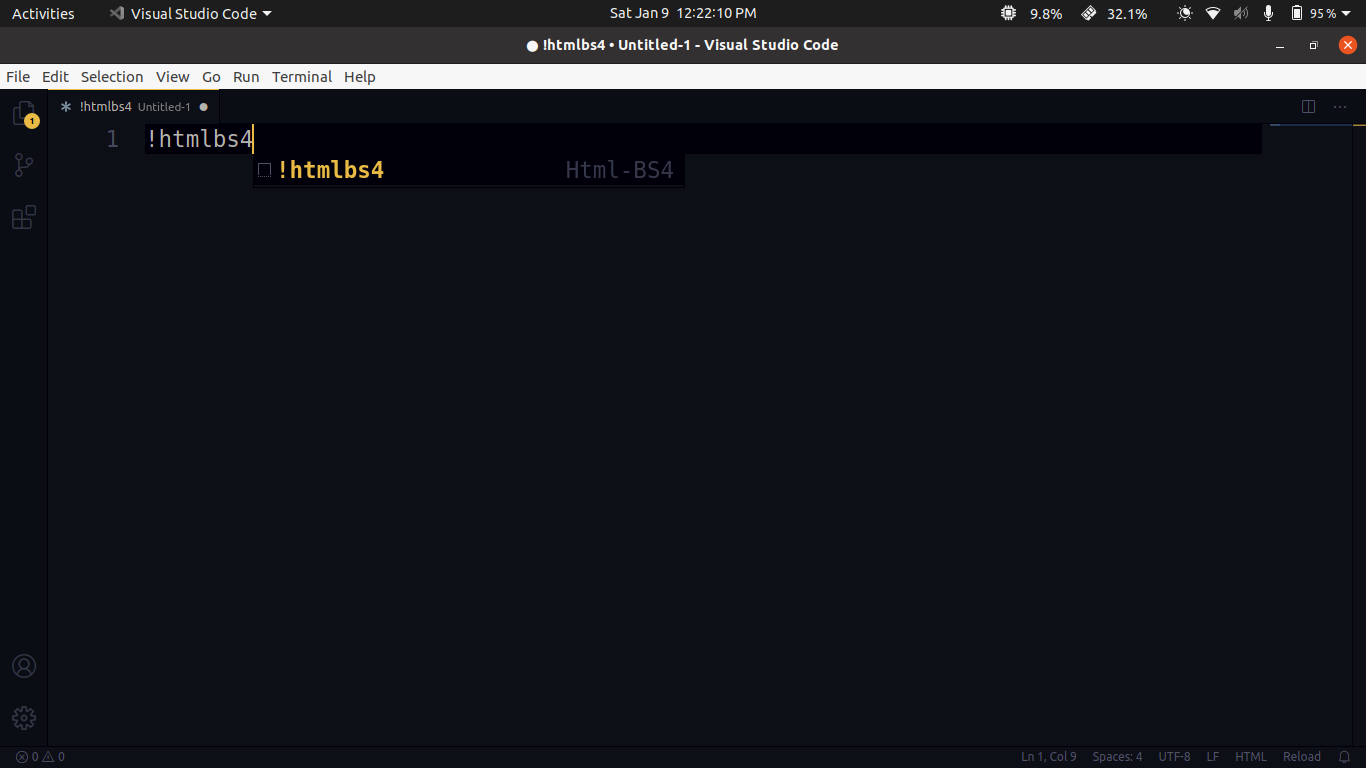 Activities Visual Studio Code Sat Jan 9 12:22:10 PM 9.8% 32.1% 95%
!htmlbs4 • Untitled-1 - Visual Studio Code
File Edit Selection View Go Run Terminal Help
!htmlbs4 Untitled-1
1
1 !htmlbs4
!htmlbs4 Html-BS4
0 0 Ln 1, Col 9 Spaces: 4 UTF-8 LF HTML Reload